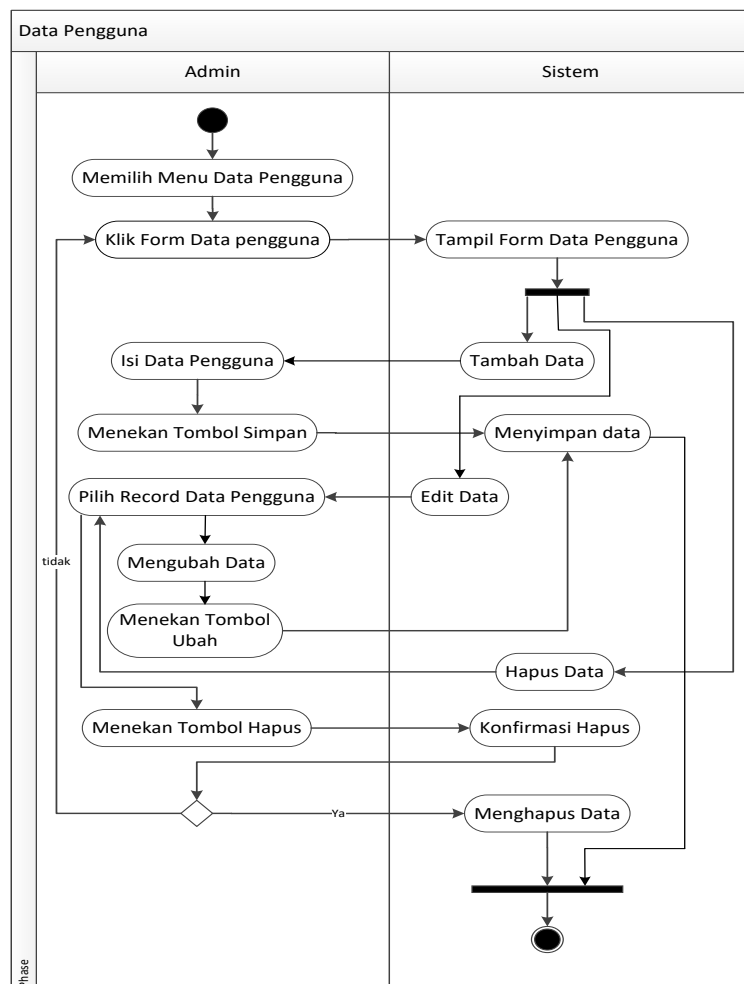 Data Pengguna
Admin
Sistem
Memilih Menu Data Pengguna
Klik Form Data pengguna
Tampil Form Data Pengguna
Isi Data Pengguna
Tambah Data
Menekan Tombol Simpan
Menyimpan data
Pilih Record Data Pengguna
Edit Data
tidak
Mengubah Data
Menekan Tombol
Ubah
Hapus Data
Menekan Tombol Hapus
Konfirmasi Hapus
Ya
Menghapus Data
Phase